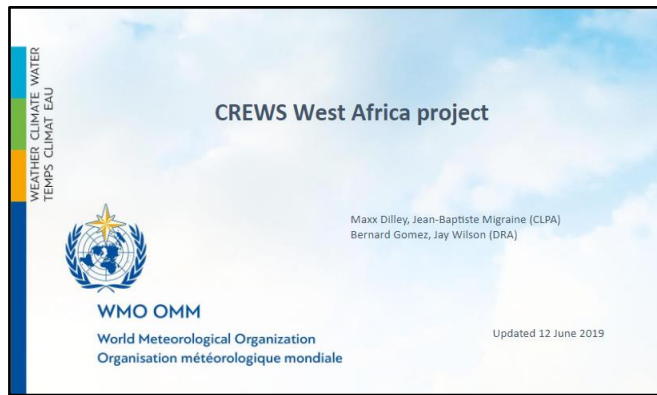 WEATHER CLIMATE WATER
TEMPS CLIMAT EAU
CREWS West Africa project
Maxx Dilley, Jean-Baptiste Migraine (CLPA)
Bernard Gomez, Jay Wilson (DRA)
WMO OMM
World Meteorological Organization
Organisation météorologique mondiale
Updated 12 June 2019